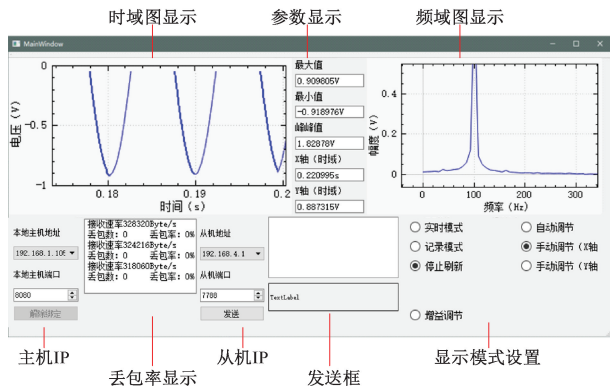 时域图显示
参数显示
频域图显示
MainWindow
0
-0.5
-1
电压 (V)
0.18
0.19
0.2
时间 (s)
最大值
0.909805V
最小值
-0.918976V
峰峰值
1.82878V
X轴 (时域)
0.220995s
Y轴 (时域)
0.887315V
0.4
0.2
0
幅度 (V)
0
100
200
300
频率 (Hz)
本地主机地址
192.168.1.105
本地主机端口
8080
解除绑定
接收速率328320Byte/s
丢包数: 0 丢包率: 0%
接收速率324216Byte/s
丢包数: 0 丢包率: 0%
接收速率318060Byte/s
丢包数: 0 丢包率: 0%
从机地址
192.168.4.1
从机端口
7788
发送
TextLabel
实时模式
记录模式
停止刷新
增益调节
自动调节
手动调节 (X轴
手动调节 (Y轴
主机IP
丢包率显示
从机IP
发送框
显示模式设置